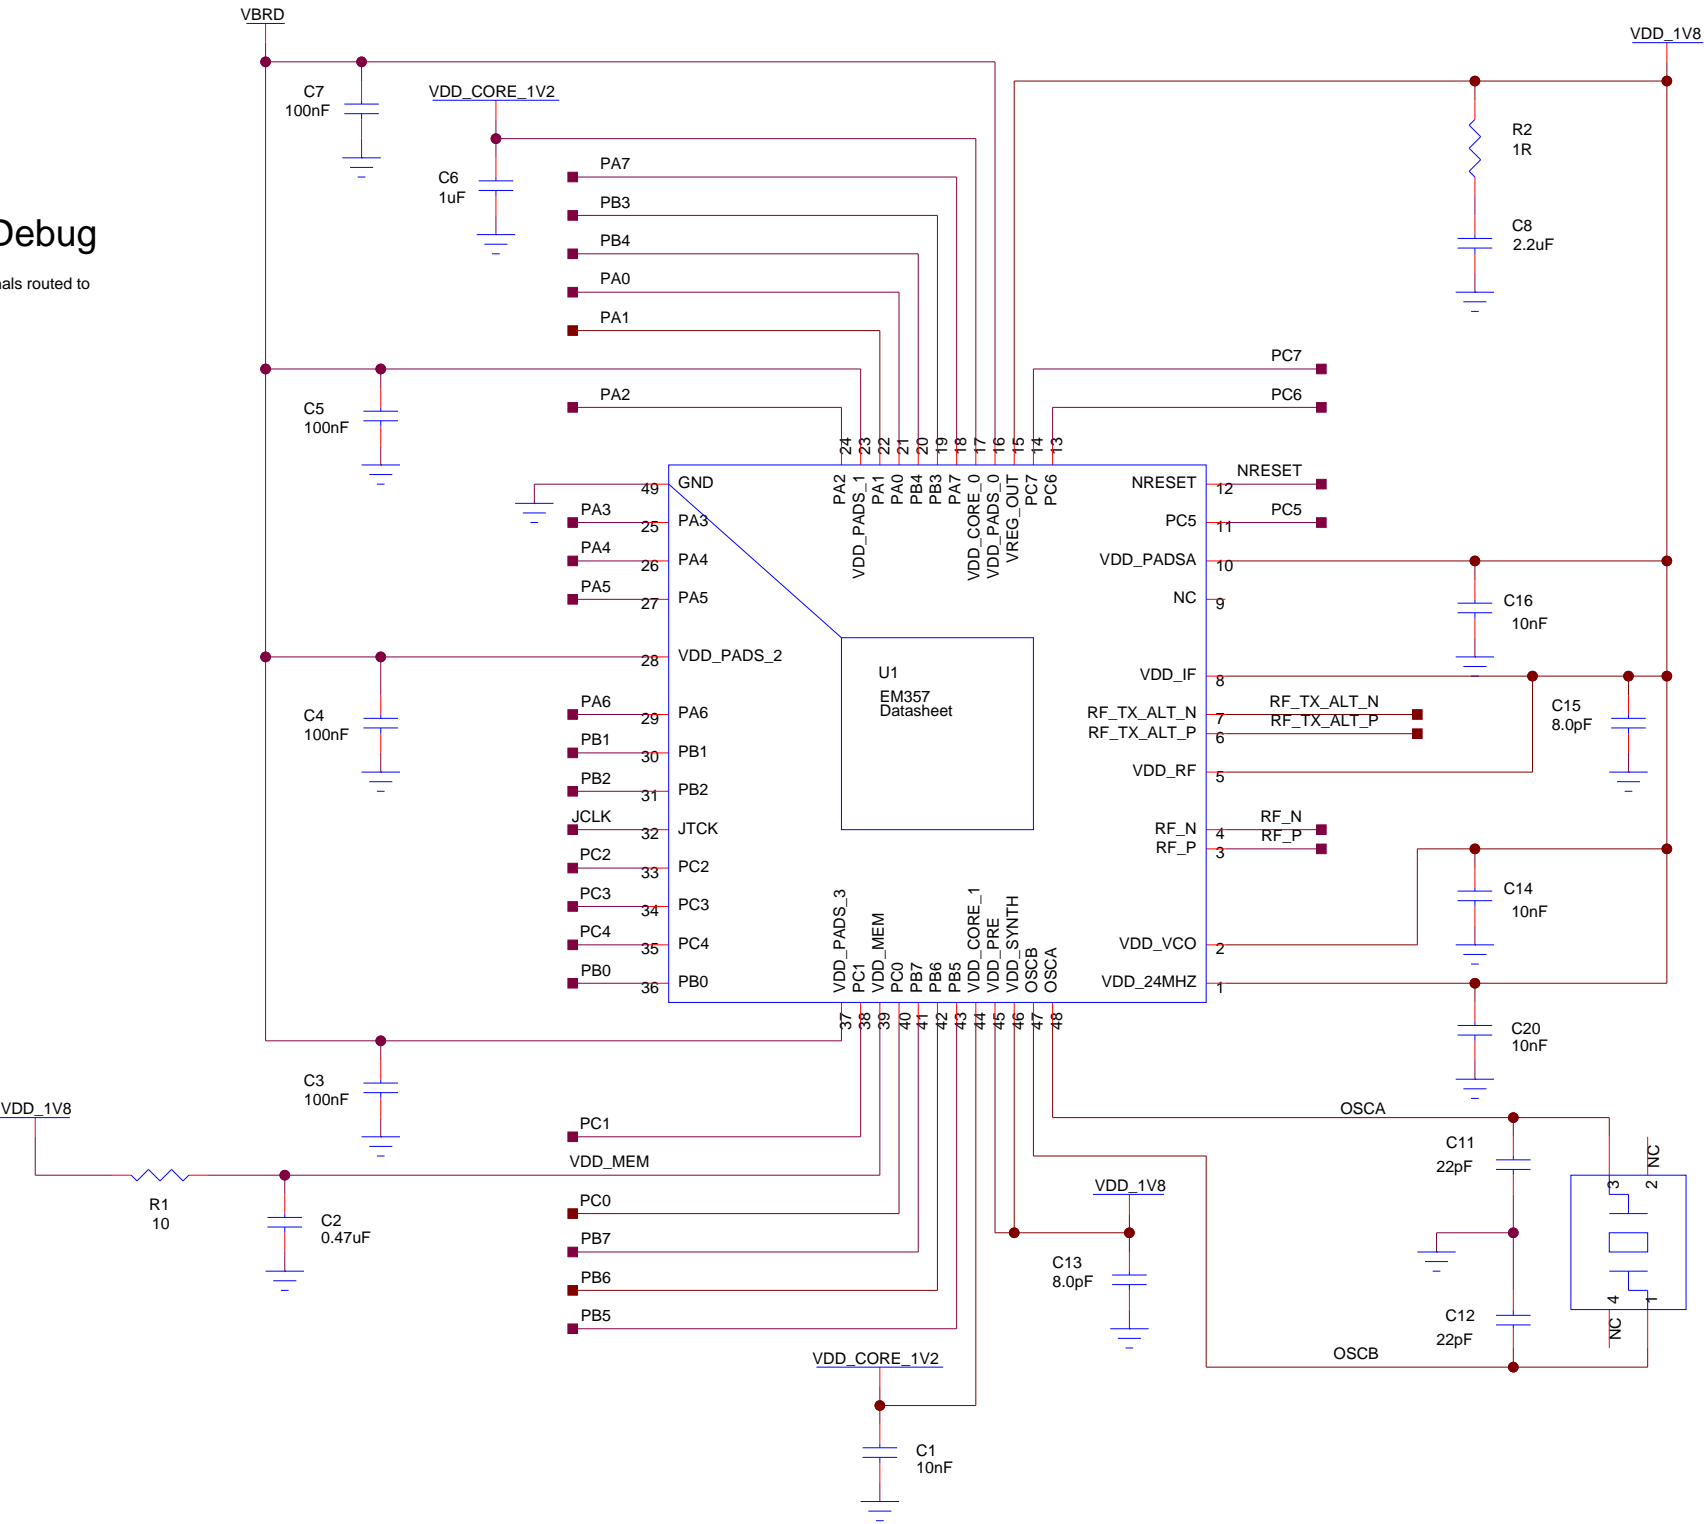 VBRD
VDD_1V8
C7
100nF
VDD_CORE_1V2
R2
1R
C6
1uF
PA7
PB3
PB4
PA0
PA1
PA2
Debug
als routed to
C8
2.2uF
PC7
PC6
C5
100nF
24 23 22 21 20 19 18 17 16 15 14 13
PA2
VDD_PADS_1
PA1
PA0
PB4
PB3
PA7
VDD_CORE_0
VDD_PADS_0
VREG_OUT
PC7
PC6
49 GND
PA3 25 PA3
PA4 26 PA4
PA5 27 PA5
28 VDD_PADS_2
C4
100nF
PA6 29 PA6
PB1 30 PB1
PB2 31 PB2
JCLK 32 JTCK
PC2 33 PC2
PC3 34 PC3
PC4 35 PC4
PB0 36 PB0
U1
EM357
Datasheet
NRESET 12 NRESET
PC5 11 PC5
VDD_PADSA 10
NC 9
C16
10nF
VDD_IF 8
RF_TX_ALT_N 7 RF_TX_ALT_N
RF_TX_ALT_P 6 RF_TX_ALT_P
C15
8.0pF
VDD_RF 5
RF_N 4 RF_N
RF_P 3 RF_P
C14
10nF
VDD_VCO 2
VDD_24MHZ 1
C20
10nF
VDD_PADS_3
PC1
VDD_MEM
PC0
PB7
PB6
PB5
VDD_CORE_1
VDD_PRE
VDD_SYNTH
OSCB
OSCA
37 38 39 40 41 42 43 44 45 46 47 48
C3
100nF
VDD_1V8
R1
10
C2
0.47uF
PC1
VDD_MEM
PC0
PB7
PB6
PB5
VDD_1V8
C13
8.0pF
VDD_CORE_1V2
C1
10nF
OSCA
C11
22pF
C12
22pF
OSCB
NC
3 2
4 1
NC